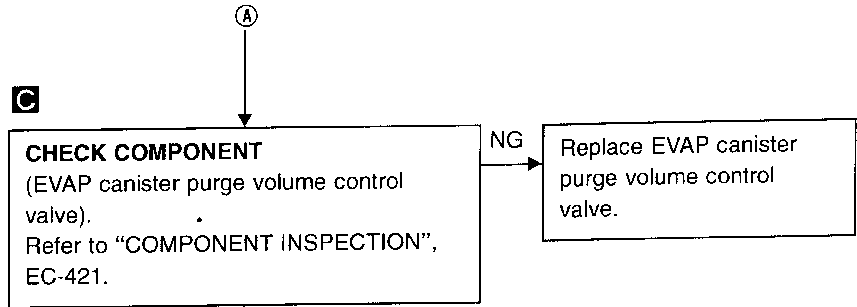 Ⓐ
C
CHECK COMPONENT
(EVAP canister purge volume control
valve).
Refer to “COMPONENT INSPECTION”,
EC-421.
NG
Replace EVAP canister
purge volume control
valve.